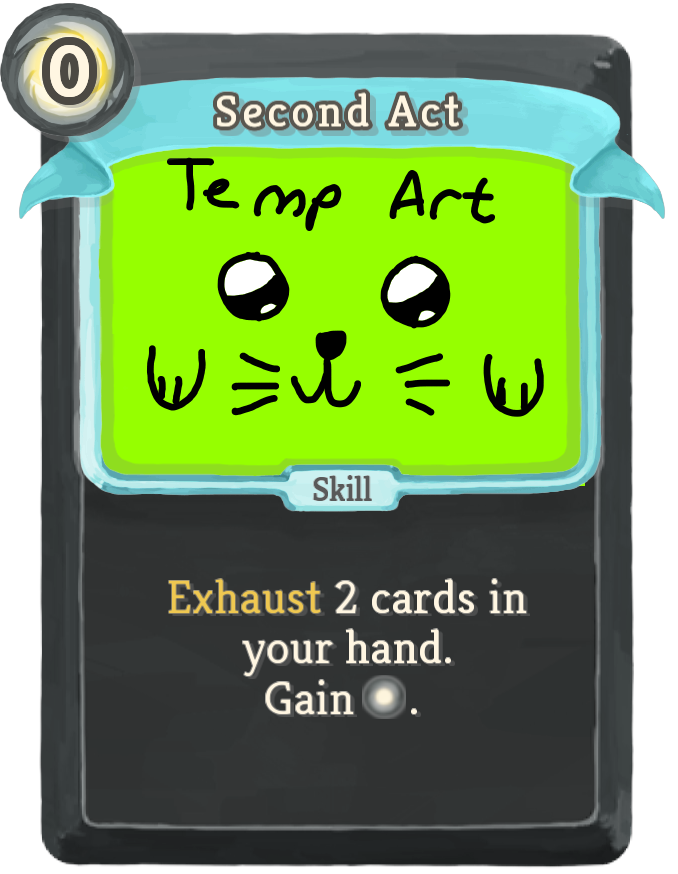 0
Second Act
Temp Art
Skill
Exhaust 2 cards in
your hand.
Gain .